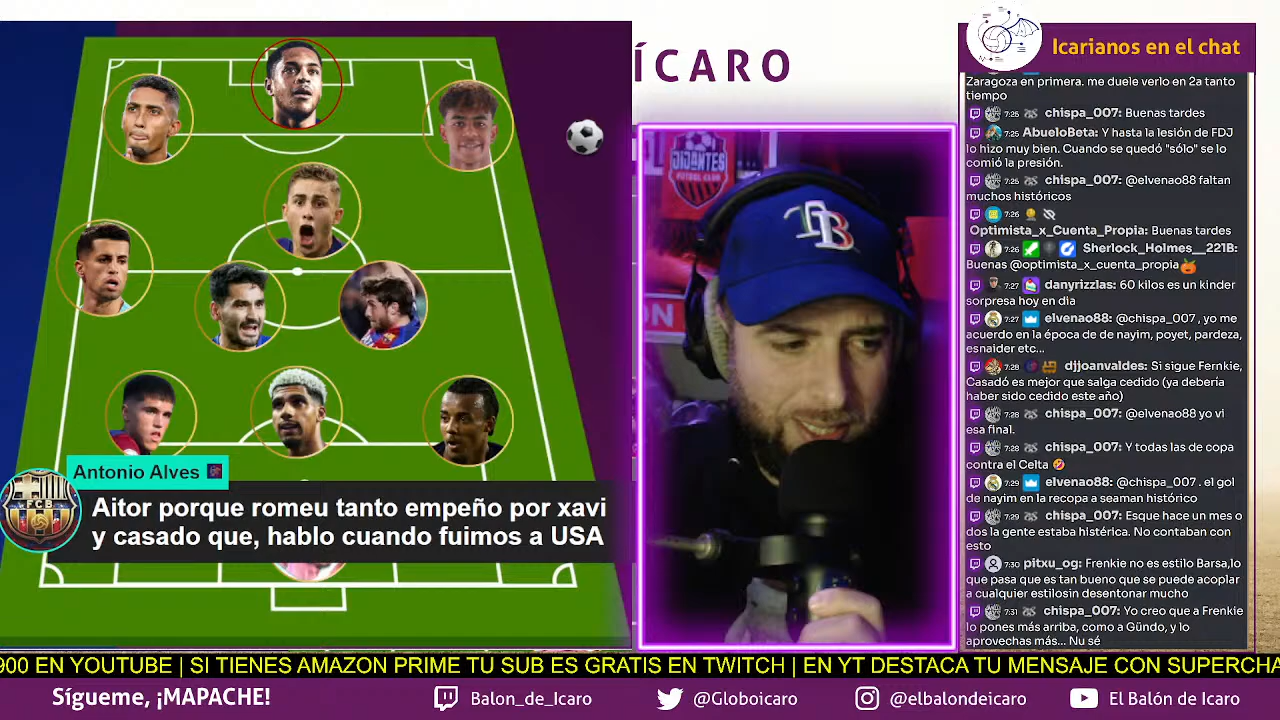 ÍCARO
Icarianos en el chat
Zaragoza en primera. me duele verlo en 2a tanto
tiempo
7:25 chispa_007: Buenas tardes
7:25 AbueloBeta: Y hasta la lesión de FDJ
lo hizo muy bien. Cuando se quedó "sólo" se lo
comió la presión.
7:26 chispa_007: @elvenao88 faltan
muchos históricos
7:26
Optimista_x_Cuenta_Propia: Buenas tardes
7:26 Sherlock_Holmes__221B:
Buenas @optimista_x_cuenta_propia
7:27 danyrizzlas: 60 kilos es un kinder
sorpresa hoy en dia
7:27 elvenao88: @chispa_007 , yo me
acuerdo en la época de de nayim, poyet, pardeza,
esnaider etc...
7:28 djjoanvaldes: Si sigue Fernkie,
Casadó es mejor que salga cedido (ya debería
haber sido cedido este año)
7:28 chispa_007: @elvenao88 yo vi
esa final.
7:28 chispa_007: Y todas las de copa
contra el Celta
7:29 elvenao88: @chispa_007 . el gol
de nayim en la recopa a seaman histórico
7:29 chispa_007: Esque hace un mes o
dos la gente estaba histérica. No contaban con
esto
7:30 pitxu_og: Frenkie no es estilo Barsa,lo
que pasa que es tan bueno que se puede acoplar
a cualquier estilosin desentonar mucho
7:31 chispa_007: Yo creo que a Frenkie
lo pones más arriba, como a Gündo, y lo
aprovechas más... Nu sé
DIJANTES
FÚTBOL CLUB
TB
ON
Antonio Alves
FCB
Aitor porque romeu tanto empeño por xavi
y casado que, hablo cuando fuimos a USA
900 EN YOUTUBE | SI TIENES AMAZON PRIME TU SUB ES GRATIS EN TWITCH | EN YT DESTACA TU MENSAJE CON SUPERCHA
Sígueme, ¡MAPACHE!
Balon_de_Icaro
@Globoicaro
@elbalondeicaro
El Balón de Icaro